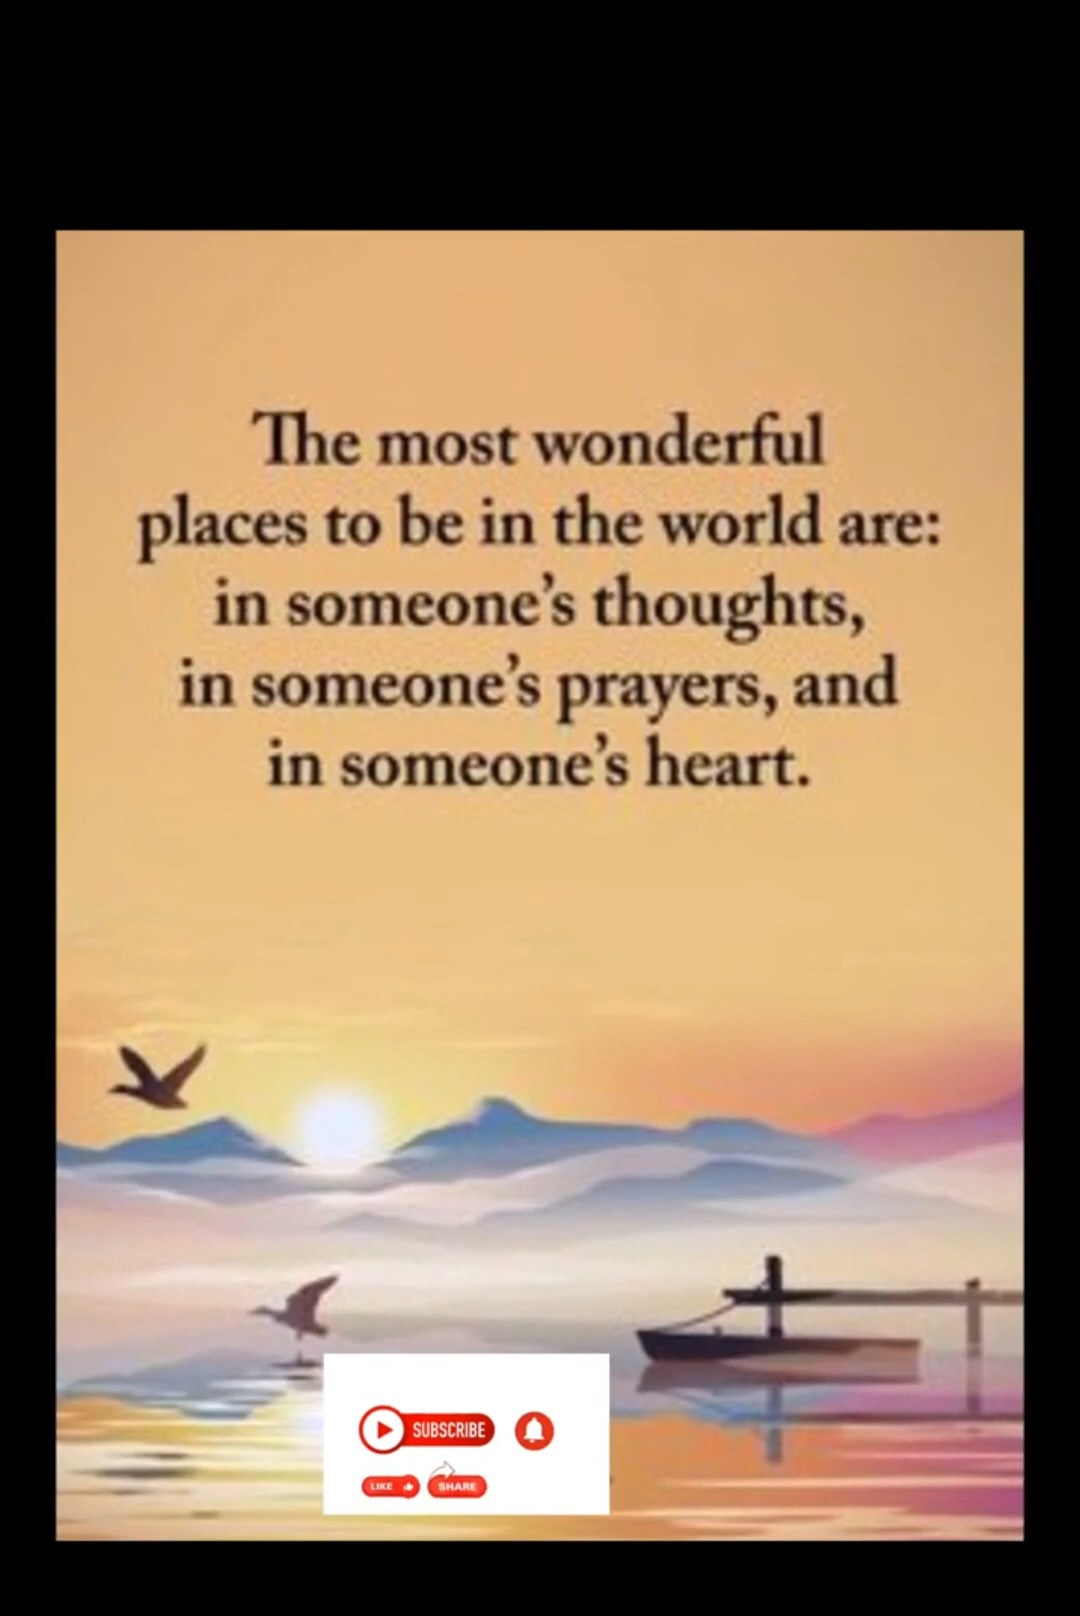 The most wonderful
places to be in the world are:
in someone's thoughts,
in someone's prayers, and
in someone's heart.
SUBSCRIBE
LIKE SHARE